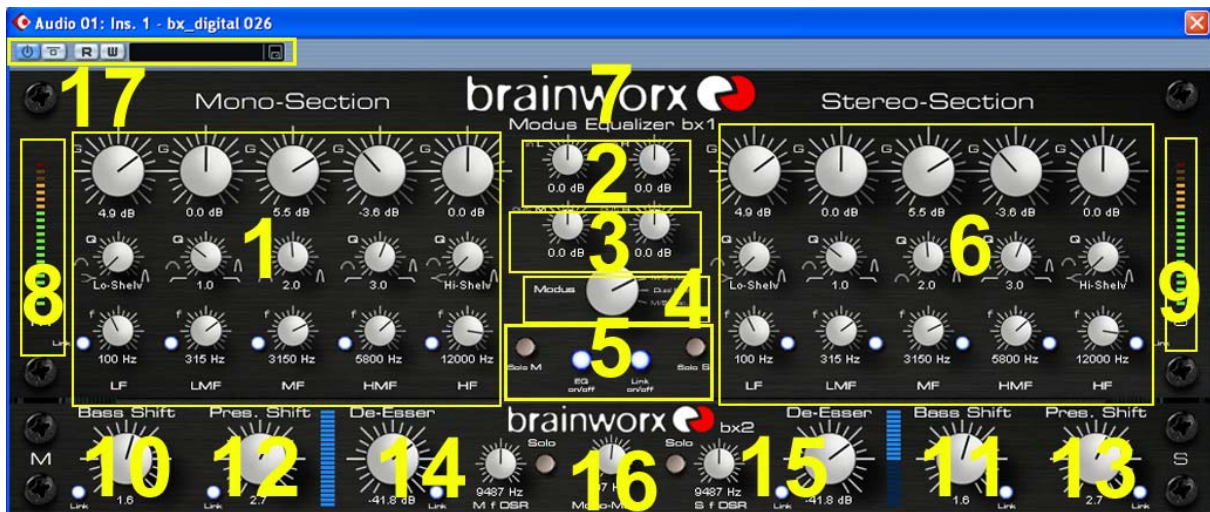 Audio 01: Ins. 1 - bx_digital 026
R W
17
Mono-Section
brainworx
7
Stereo-Section
Modus Equalizer bx1
G G G G G
L H
G G G G G
2
0.0 dB 0.0 dB
4.9 dB 0.0 dB 5.5 dB -3.6 dB 0.0 dB
4.9 dB 0.0 dB 5.5 dB -3.6 dB 0.0 dB
M
3
0.0 dB 0.0 dB
Q Q Q Q Q
1
Q Q Q Q Q
6
Lo-Shelv 1.0 2.0 3.0 Hi-Shelv
Lo-Shelv 1.0 2.0 3.0 Hi-Shelv
8
Modus
4
9
f f f f f
f f f f f
Link
100 Hz 315 Hz 3150 Hz 5800 Hz 12000 Hz
5
Solo M
Solo S
100 Hz 315 Hz 3150 Hz 5800 Hz 12000 Hz
Link
LF LMF MF HMF HF
EQ on/off
Link on/off
LF LMF MF HMF HF
Bass Shift Pres. Shift De-Esser
brainworx bx2
De-Esser Bass Shift Pres. Shift
M
10 12 14
Solo
16
Solo
15 11 13
S
1.6 2.7 -41.8 dB
9487 Hz
9487 Hz
-41.8 dB 1.6 2.7
Link Link Link
M f DSR
S f DSR
Link Link Link